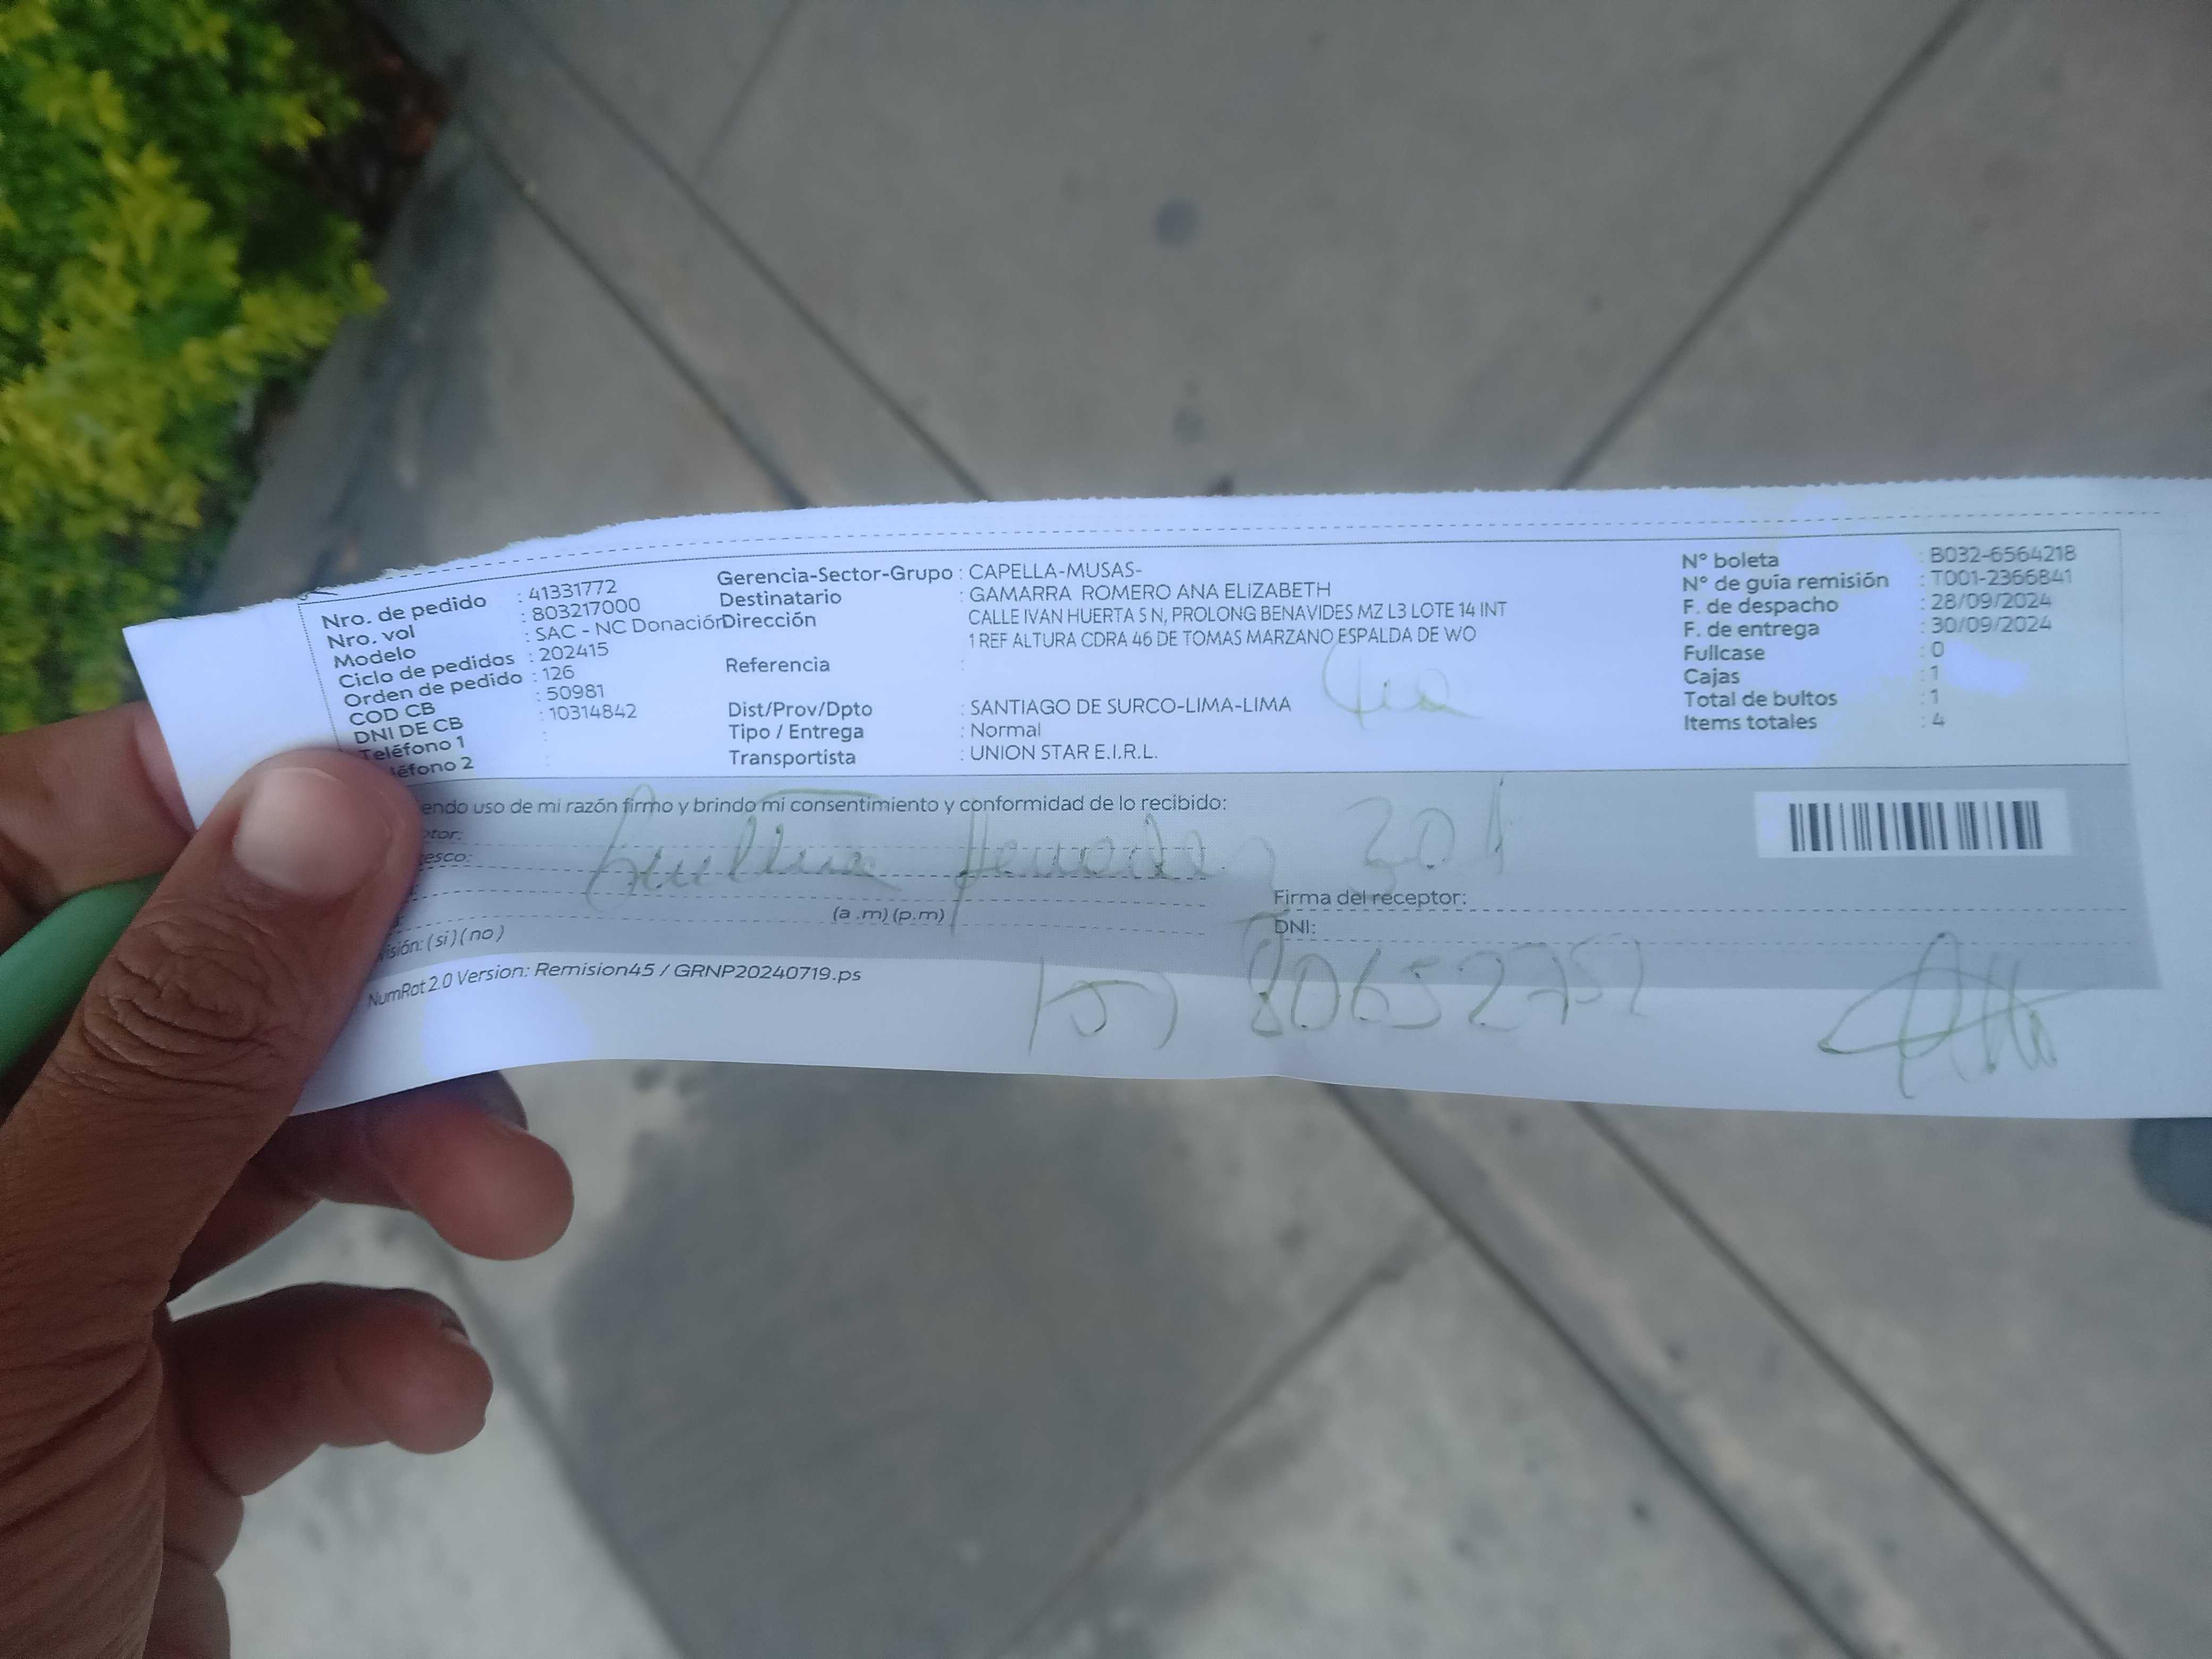 Nro. de pedido : 41331772
Nro. vol : 803217000
Modelo : SAC - NC Donación
Ciclo de pedidos : 202415
Orden de pedido : 126
COD CB : 50981
DNI DE CB : 10314842
Teléfono 1 :
léfono 2 :
Gerencia-Sector-Grupo : CAPELLA-MUSAS-
Destinatario : GAMARRA ROMERO ANA ELIZABETH
Dirección CALLE IVAN HUERTA S N, PROLONG BENAVIDES MZ L3 LOTE 14 INT
1 REF ALTURA CDRA 46 DE TOMAS MARZANO ESPALDA DE WO
Referencia :
Dist/Prov/Dpto : SANTIAGO DE SURCO-LIMA-LIMA
Tipo / Entrega : Normal
Transportista : UNION STAR E.I.R.L.
N° boleta : B032-6564218
N° de guía remisión : T001-2366841
F. de despacho : 28/09/2024
F. de entrega : 30/09/2024
Fullcase : 0
Cajas : 1
Total de bultos : 1
Items totales : 4
endo uso de mi razón firmo y brindo mi consentimiento y conformidad de lo recibido:
tor:
esco:
301
(a .m) (p.m)
isión: ( si ) ( no )
Firma del receptor:
DNI:
80652752
NumRot 2.0 Version: Remision45 / GRNP20240719.ps